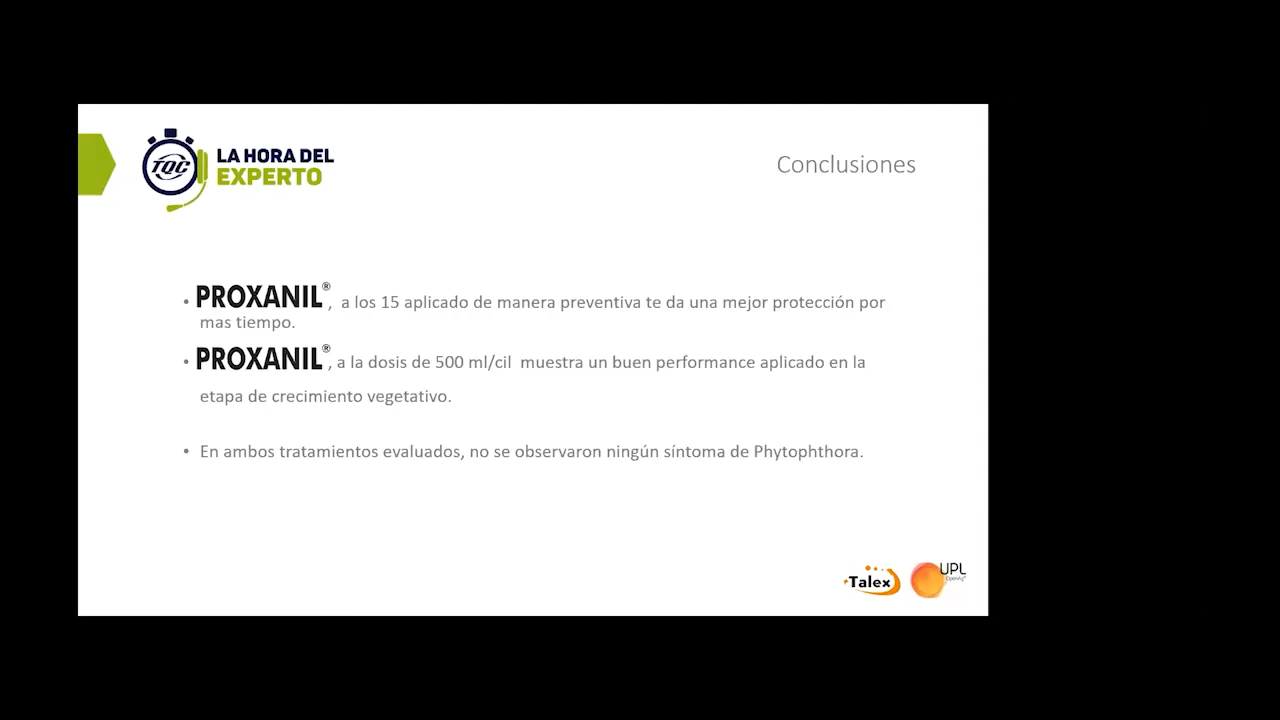 TQC
LA HORA DEL
EXPERTO
Conclusiones
• PROXANIL®, a los 15 aplicado de manera preventiva te da una mejor protección por
mas tiempo.
• PROXANIL®, a la dosis de 500 ml/cil muestra un buen performance aplicado en la
etapa de crecimiento vegetativo.
• En ambos tratamientos evaluados, no se observaron ningún síntoma de Phytophthora.
Talex
UPL
OpenAg